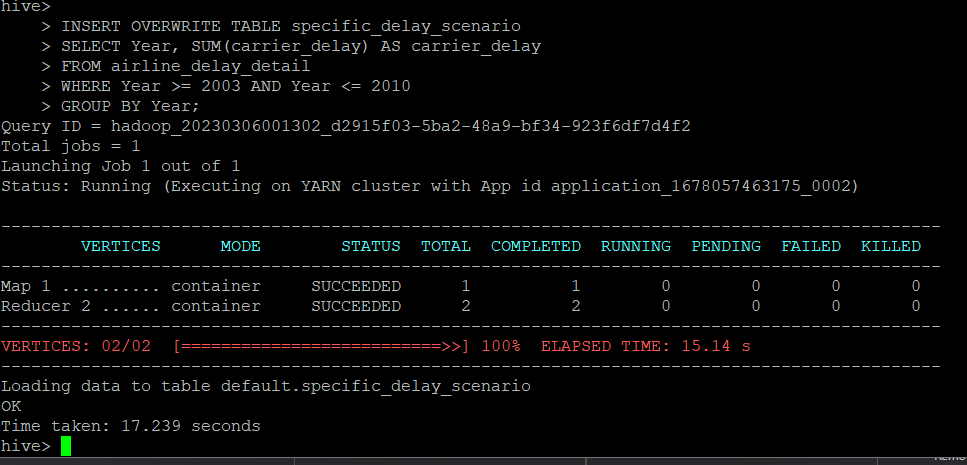 hive>
    > INSERT OVERWRITE TABLE specific_delay_scenario
    > SELECT Year, SUM(carrier_delay) AS carrier_delay
    > FROM airline_delay_detail
    > WHERE Year >= 2003 AND Year <= 2010
    > GROUP BY Year;
Query ID = hadoop_20230306001302_d2915f03-5ba2-48a9-bf34-923f6df7d4f2
Total jobs = 1
Launching Job 1 out of 1
Status: Running (Executing on YARN cluster with App id application_1678057463175_0002)
----------------------------------------------------------------------------------------------
        VERTICES      MODE        STATUS  TOTAL  COMPLETED  RUNNING  PENDING  FAILED  KILLED
----------------------------------------------------------------------------------------------
Map 1 .......... container     SUCCEEDED      1          1        0        0       0       0
Reducer 2 ...... container     SUCCEEDED      2          2        0        0       0       0
----------------------------------------------------------------------------------------------
VERTICES: 02/02  [==========================>>] 100%  ELAPSED TIME: 15.14 s
----------------------------------------------------------------------------------------------
Loading data to table default.specific_delay_scenario
OK
Time taken: 17.239 seconds
hive>